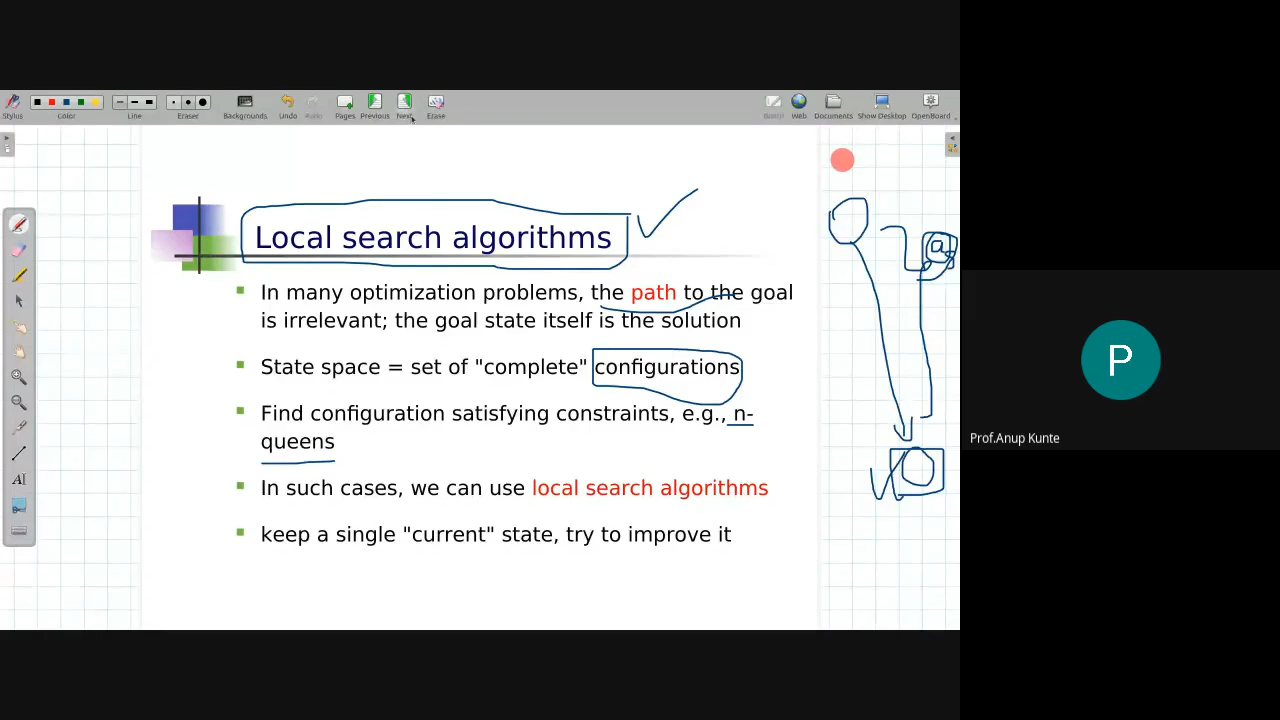 Stylus
Color
Line
Eraser
Backgrounds
Undo
Redo
Pages
Previous
Next
Erase
Board
Web
Documents
Show Desktop
OpenBoard
Local search algorithms
In many optimization problems, the path to the goal
is irrelevant; the goal state itself is the solution
State space = set of "complete" configurations
Find configuration satisfying constraints, e.g., n-
queens
In such cases, we can use local search algorithms
keep a single "current" state, try to improve it
a
AI
P
Prof.Anup Kunte